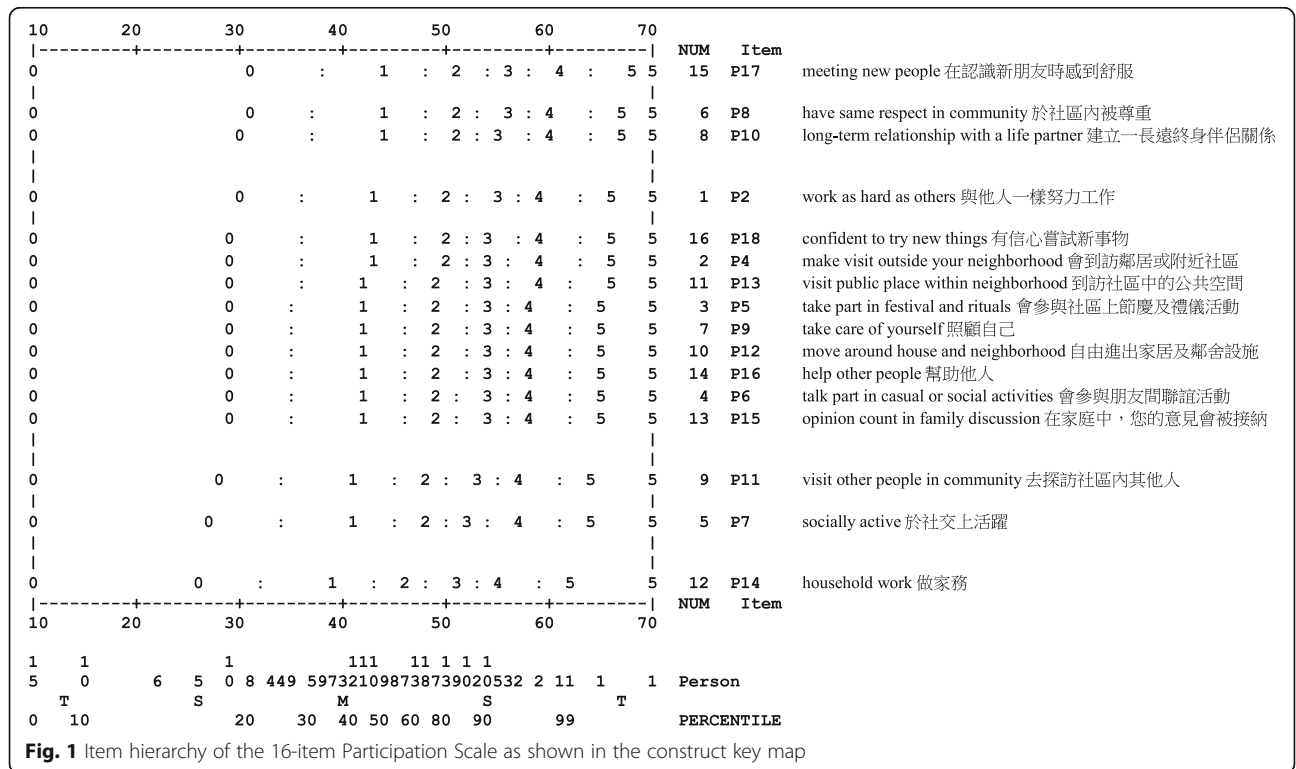 10 20 30 40 50 60 70
|---------+---------+---------+---------+---------+---------| NUM Item
0 0 : 1 : 2 : 3 : 4 : 5 5 15 P17 meeting new people 在認識新朋友時感到舒服
| |
0 0 : 1 : 2 : 3 : 4 : 5 5 6 P8 have same respect in community 於社區內被尊重
0 0 : 1 : 2 : 3 : 4 : 5 5 8 P10 long-term relationship with a life partner 建立一長遠終身伴侶關係
| |
0 0 : 1 : 2 : 3 : 4 : 5 5 1 P2 work as hard as others 與他人一樣努力工作
| |
0 0 : 1 : 2 : 3 : 4 : 5 5 16 P18 confident to try new things 有信心嘗試新事物
0 0 : 1 : 2 : 3 : 4 : 5 5 2 P4 make visit outside your neighborhood 會到訪鄰居或附近社區
0 0 : 1 : 2 : 3 : 4 : 5 5 11 P13 visit public place within neighborhood 到訪社區中的公共空間
0 0 : 1 : 2 : 3 : 4 : 5 5 3 P5 take part in festival and rituals 會參與社區上節慶及禮儀活動
0 0 : 1 : 2 : 3 : 4 : 5 5 7 P9 take care of yourself 照顧自己
0 0 : 1 : 2 : 3 : 4 : 5 5 10 P12 move around house and neighborhood 自由進出家居及鄰舍設施
0 0 : 1 : 2 : 3 : 4 : 5 5 14 P16 help other people 幫助他人
0 0 : 1 : 2 : 3 : 4 : 5 5 4 P6 talk part in casual or social activities 會參與朋友間聯誼活動
0 0 : 1 : 2 : 3 : 4 : 5 5 13 P15 opinion count in family discussion 在家庭中，您的意見會被接納
| |
0 0 : 1 : 2 : 3 : 4 : 5 5 9 P11 visit other people in community 去探訪社區內其他人
| |
0 0 : 1 : 2 : 3 : 4 : 5 5 5 P7 socially active 於社交上活躍
| |
| |
0 0 : 1 : 2 : 3 : 4 : 5 5 12 P14 household work 做家務
|---------+---------+---------+---------+---------+---------| NUM Item
10 20 30 40 50 60 70
1 1 1 111 11 1 1 1
5 0 6 5 0 8 449 59732109873873902053 2 2 11 1 1 Person
T S M S T
0 10 20 30 40 50 60 80 90 99 PERCENTILE
Fig. 1 Item hierarchy of the 16-item Participation Scale as shown in the construct key map